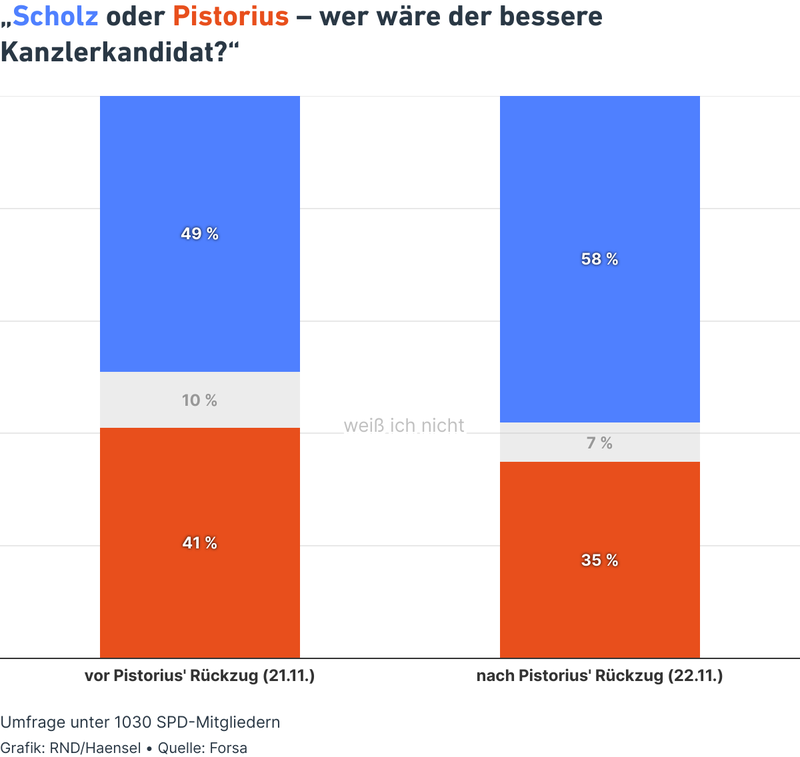 „Scholz oder Pistorius – wer wäre der bessere
Kanzlerkandidat?“
49 %
58 %
10 %
weiß ich nicht
7 %
41 %
35 %
vor Pistorius' Rückzug (21.11.)
nach Pistorius' Rückzug (22.11.)
Umfrage unter 1030 SPD-Mitgliedern
Grafik: RND/Haensel • Quelle: Forsa